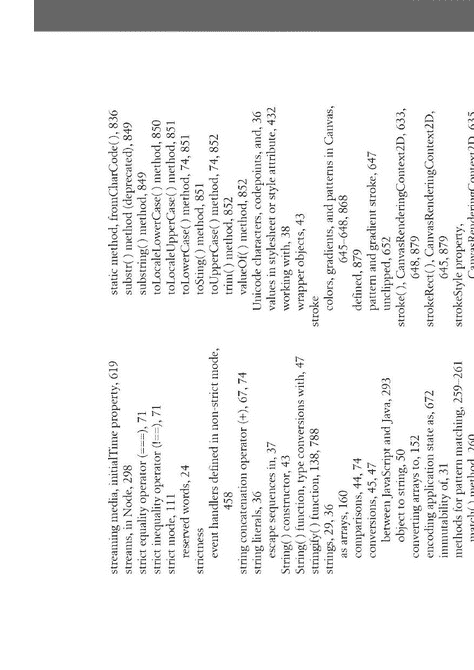 streaming media, initialTime property, 619
streams, in Node, 298
strict equality operator (===), 71
strict inequality operator (!==), 71
strict mode, 111
reserved words, 24
strictness
event handlers defined in non-strict mode,
458
string concatenation operator (+), 67, 74
string literals, 36
escape sequences in, 37
String() constructor, 43
String() function, type conversions with, 47
stringify() function, 138, 788
strings, 29, 36
as arrays, 160
comparisons, 44, 74
conversions, 45, 47
between JavaScript and Java, 293
object to string, 50
converting arrays to, 152
encoding application state as, 672
immutability of, 31
methods for pattern matching, 259–261
match() method, 260
static method, fromCharCode(), 836
substr() method (deprecated), 849
substring() method, 849
toLocaleLowerCase() method, 850
toLocaleUpperCase() method, 851
toLowerCase() method, 74, 851
toSting() method, 851
toUpperCase() method, 74, 852
trim() method, 852
valueOf() method, 852
Unicode characters, codepoints, and, 36
values in stylesheet or style attribute, 432
working with, 38
wrapper objects, 43
stroke
colors, gradients, and patterns in Canvas,
645–648, 868
defined, 879
pattern and gradient stroke, 647
unclipped, 652
stroke(), CanvasRenderingContext2D, 633,
648, 879
strokeRect(), CanvasRenderingContext2D,
645, 879
strokeStyle property,
CanvasRenderingContext2D, 635